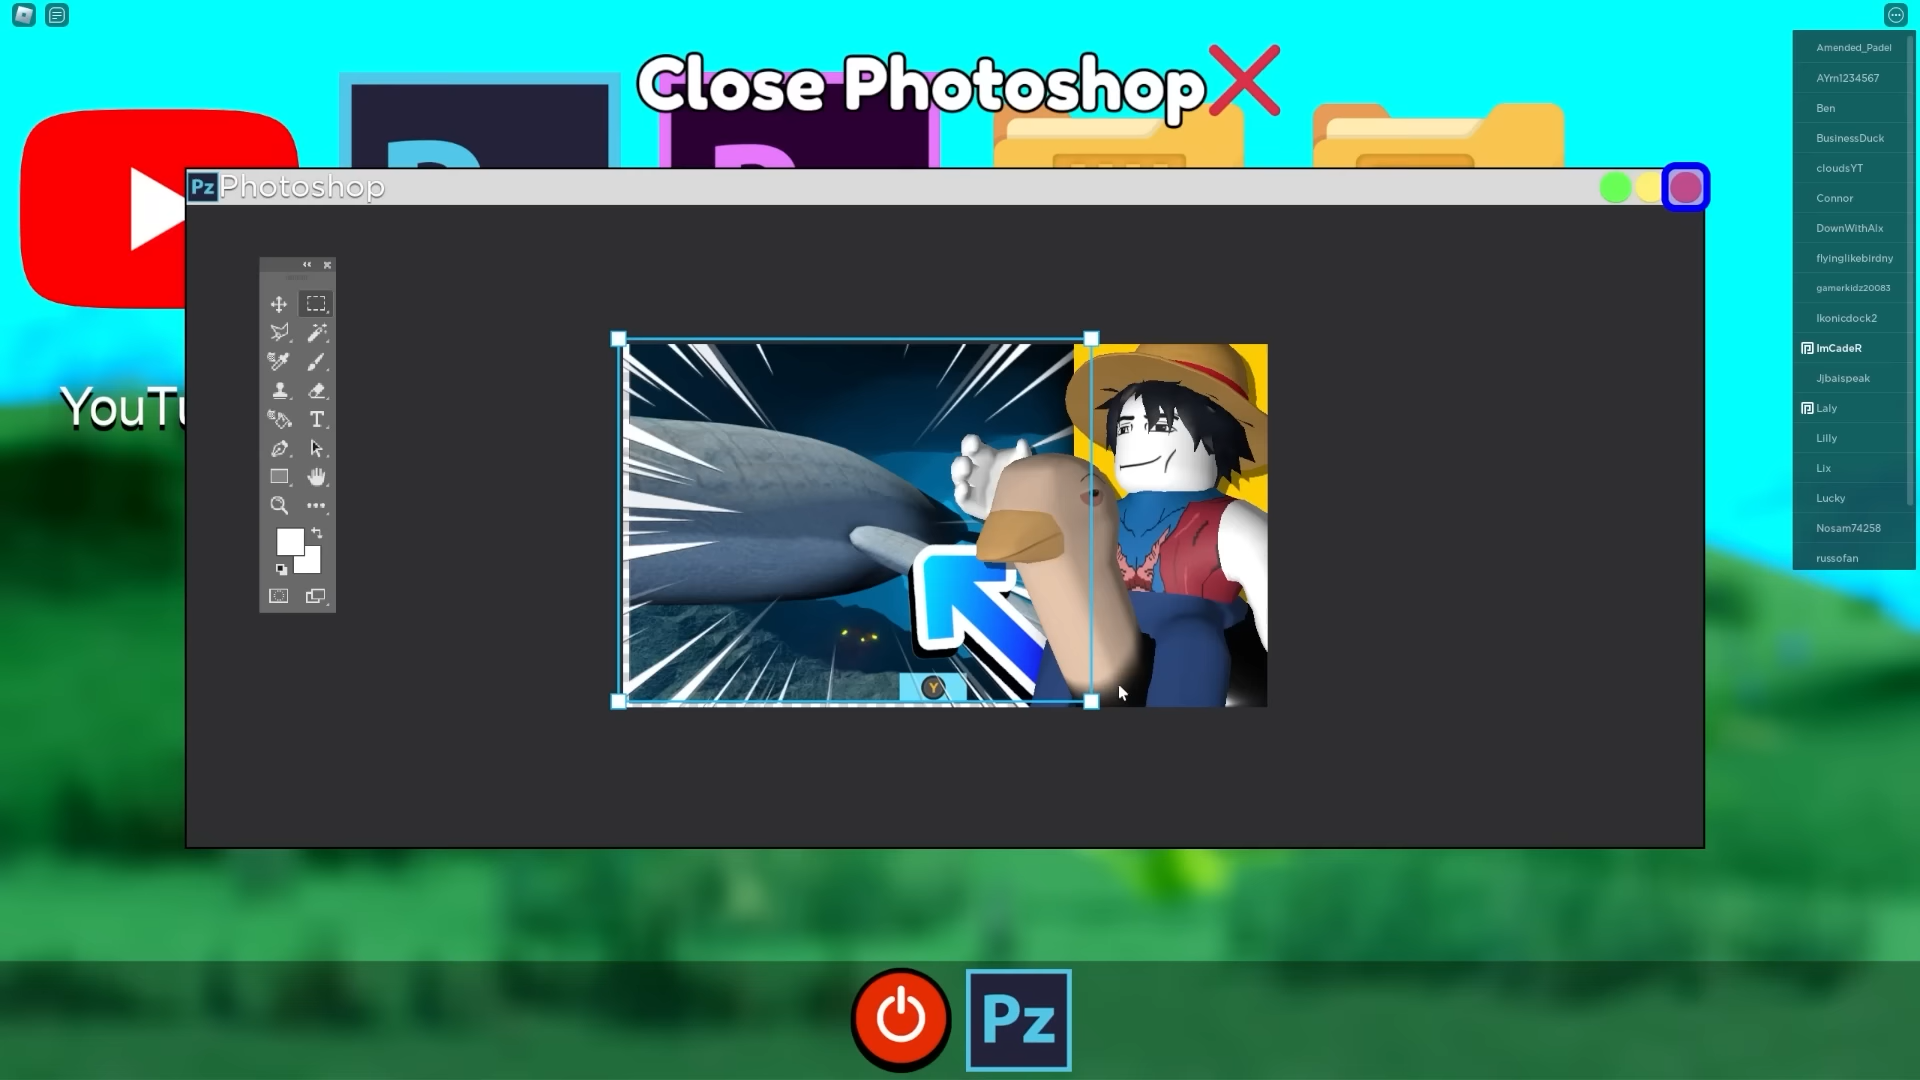 Close Photoshop
Pz Photoshop
YouTu
T
Y
Pz
Amended_Padel
AYm1234567
Ben
BusinessDuck
cloudsYT
Connor
DownWithAlx
flyinglikebirdny
gamerkidz20083
Ikonicdock2
ImCadeR
Jjbaispeak
Laly
Lilly
Lix
Lucky
Nosam74258
russofan